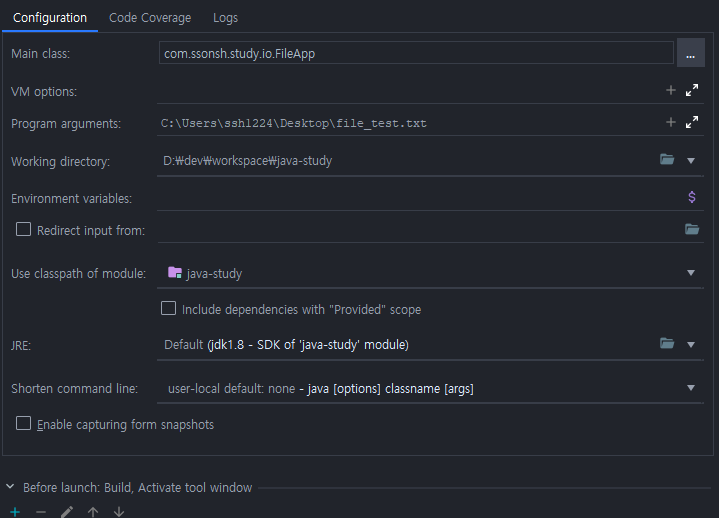 Configuration Code Coverage Logs
Main class: com.ssonsh.study.io.FileApp ...
VM options:
Program arguments: C:\Users\ssh1224\Desktop\file_test.txt
Working directory: D:₩dev₩workspace₩java-study
Environment variables: $
Redirect input from:
Use classpath of module: java-study
Include dependencies with "Provided" scope
JRE: Default (jdk1.8 - SDK of 'java-study' module)
Shorten command line: user-local default: none - java [options] classname [args]
Enable capturing form snapshots
Before launch: Build, Activate tool window